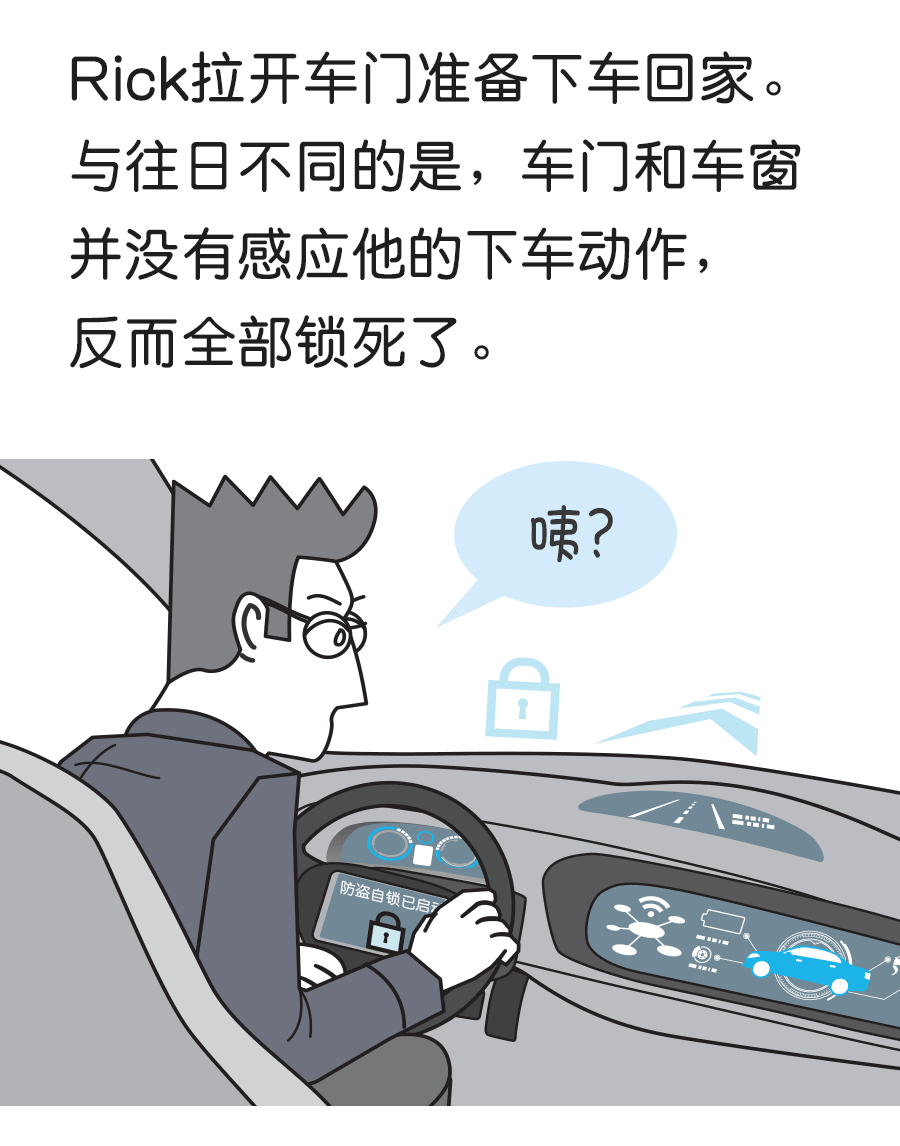 Rick拉开车门准备下车回家。
与往日不同的是，车门和车窗
并没有感应他的下车动作，
反而全部锁死了。
咦?
防盗自锁已启动